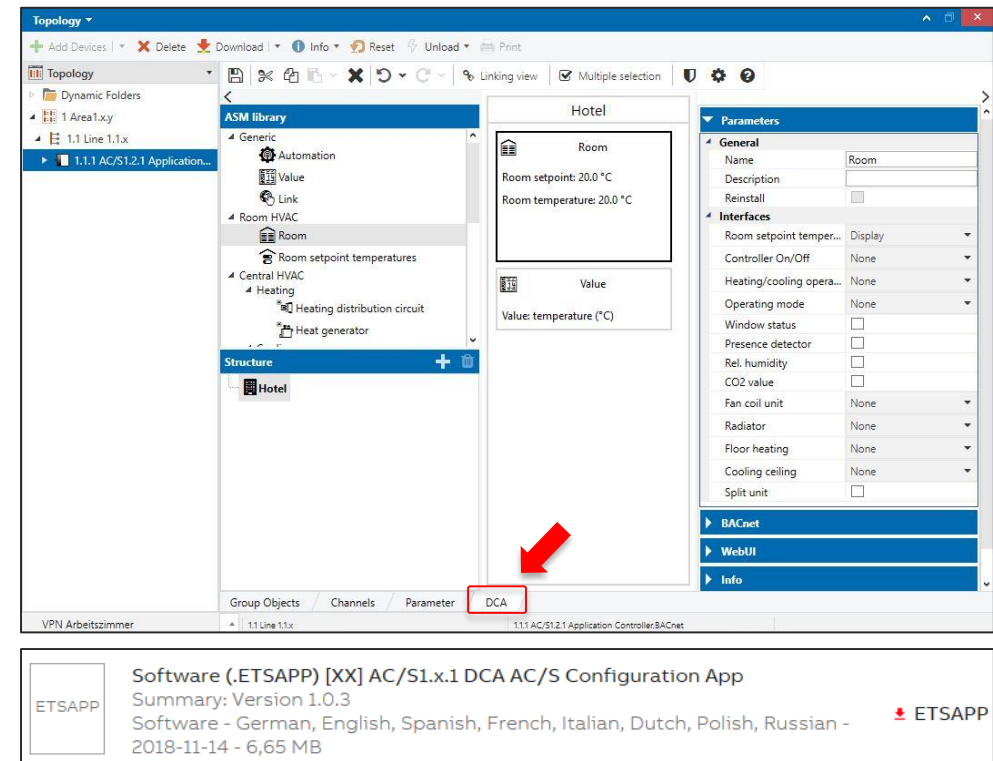 Topology
Add Devices Delete Download Info Reset Unload Print
Topology
Linking view Multiple selection
Dynamic Folders
1 Area1.x.y
1.1 Line 1.1.x
1.1.1 AC/S1.2.1 Application...
ASM library
Generic
Automation
Value
Link
Room HVAC
Room
Room setpoint temperatures
Central HVAC
Heating
Heating distribution circuit
Heat generator
Structure
Hotel
Hotel
Room
Room setpoint: 20.0 °C
Room temperature: 20.0 °C
Value
Value: temperature (°C)
Parameters
General
Name Room
Description
Reinstall
Interfaces
Room setpoint temper... Display
Controller On/Off None
Heating/cooling opera... None
Operating mode None
Window status
Presence detector
Rel. humidity
CO2 value
Fan coil unit None
Radiator None
Floor heating None
Cooling ceiling None
Split unit
BACnet
WebUI
Info
Group Objects Channels Parameter DCA
VPN Arbeitszimmer 1.1 Line 1.1.x 1.1.1 AC/S1.2.1 Application Controller,BACnet
ETSAPP
Software (.ETSAPP) [XX] AC/S1.x.1 DCA AC/S Configuration App
Summary: Version 1.0.3
Software - German, English, Spanish, French, Italian, Dutch, Polish, Russian -
2018-11-14 - 6,65 MB
ETSAPP